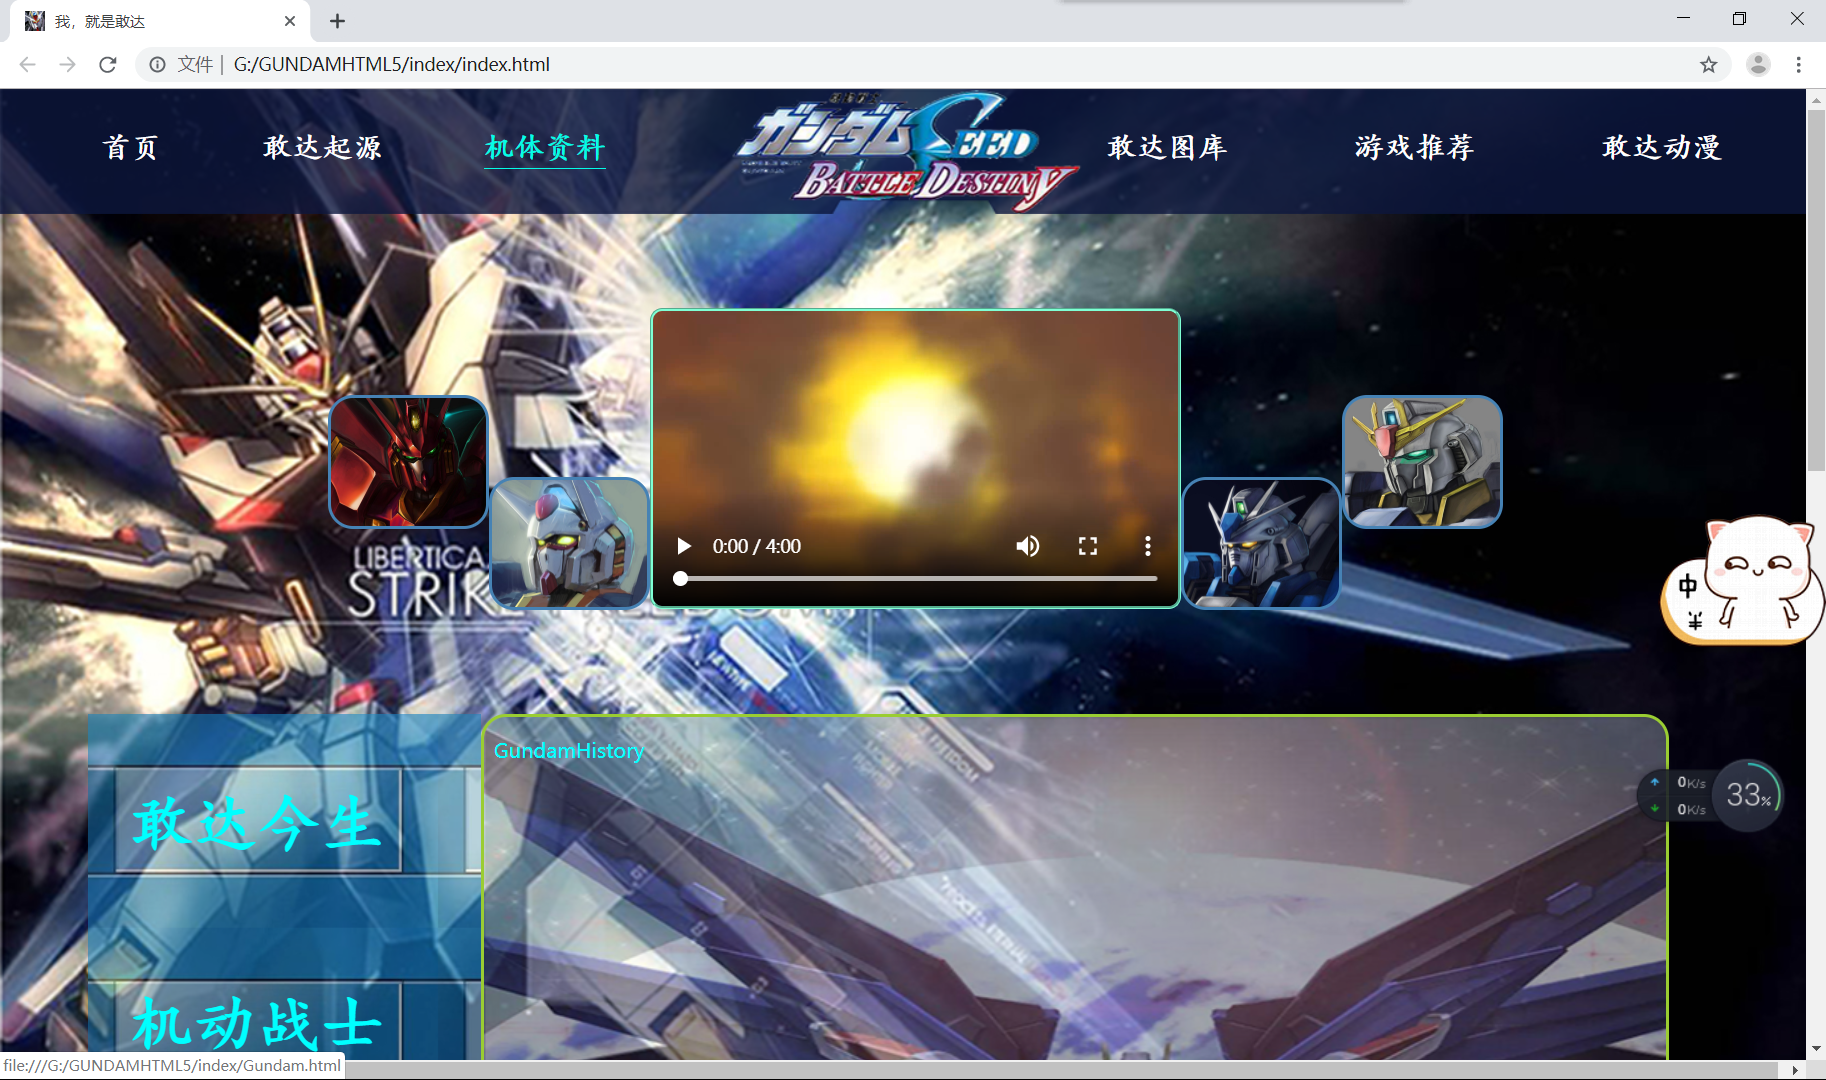 我，就是敢达
文件 | G:/GUNDAMHTML5/index/index.html
首页
敢达起源
机体资料
ガンダムSEED
BATTLE DESTINY
敢达图库
游戏推荐
敢达动漫
0:00 / 4:00
LIBERTICA
STRIKE
中
GundamHistory
敢达今生
0K/s
0K/s
33%
机动战士
file:///G:/GUNDAMHTML5/index/Gundam.html